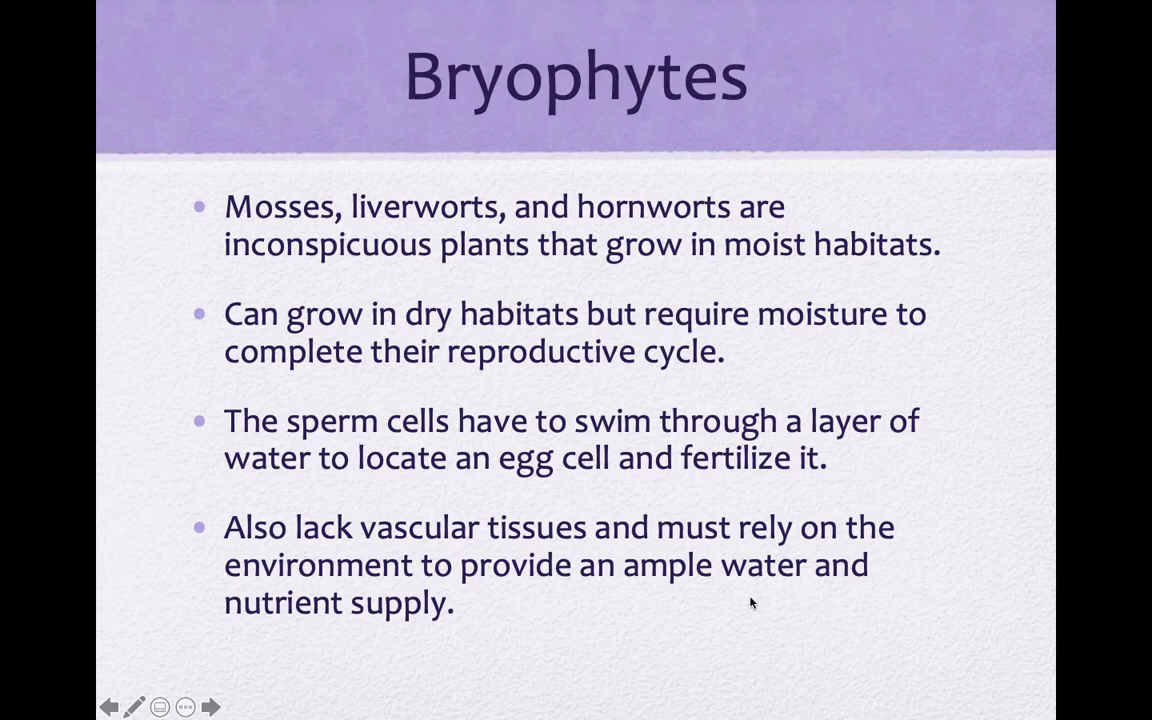 Bryophytes
• Mosses, liverworts, and hornworts are
inconspicuous plants that grow in moist habitats.
• Can grow in dry habitats but require moisture to
complete their reproductive cycle.
• The sperm cells have to swim through a layer of
water to locate an egg cell and fertilize it.
• Also lack vascular tissues and must rely on the
environment to provide an ample water and
nutrient supply.